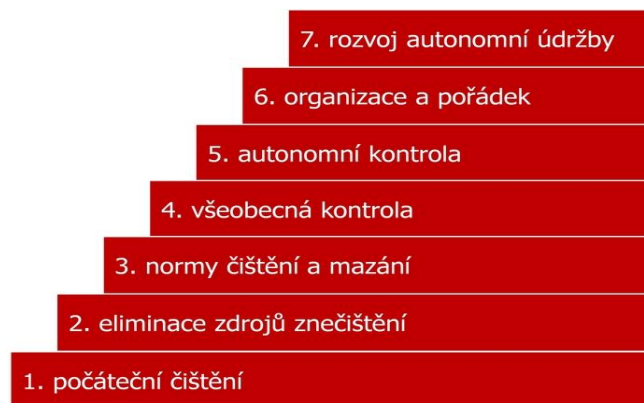 7. rozvoj autonomní údržby
6. organizace a pořádek
5. autonomní kontrola
4. všeobecná kontrola
3. normy čištění a mazání
2. eliminace zdrojů znečištění
1. počáteční čištění